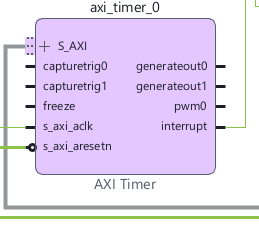 axi_timer_0
S_AXI
capturetrig0 generateout0
capturetrig1 generateout1
freeze pwm0
s_axi_aclk interrupt
s_axi_aresetn
AXI Timer